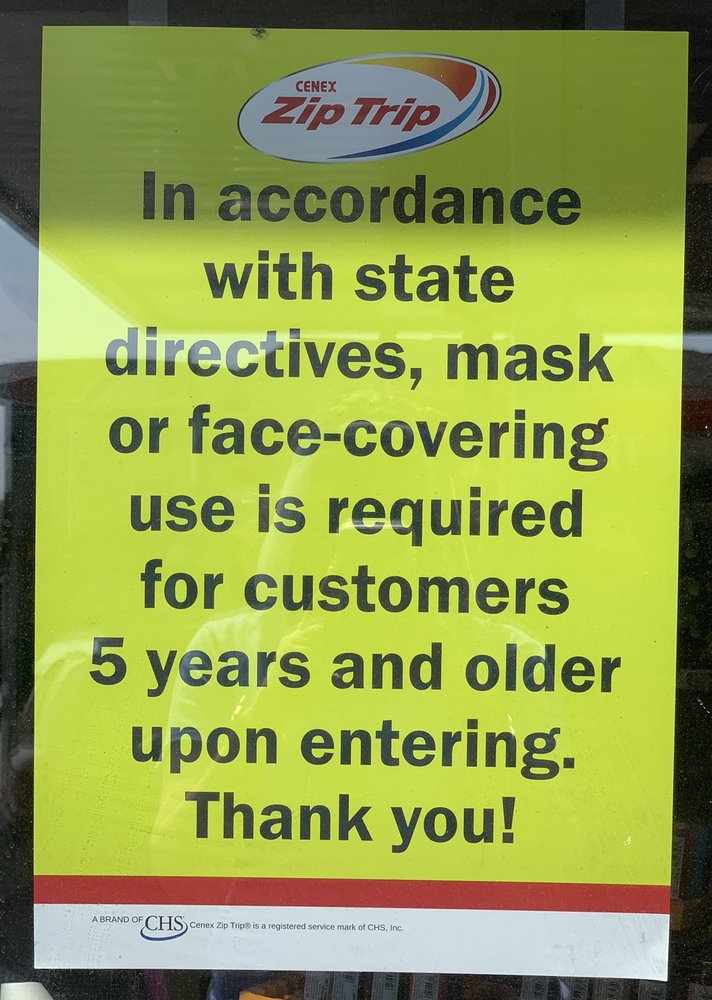 CENEX
Zip Trip
In accordance
with state
directives, mask
or face-covering
use is required
for customers
5 years and older
upon entering.
Thank you!
A BRAND OF CHS Cenex Zip Trip® is a registered service mark of CHS, Inc.